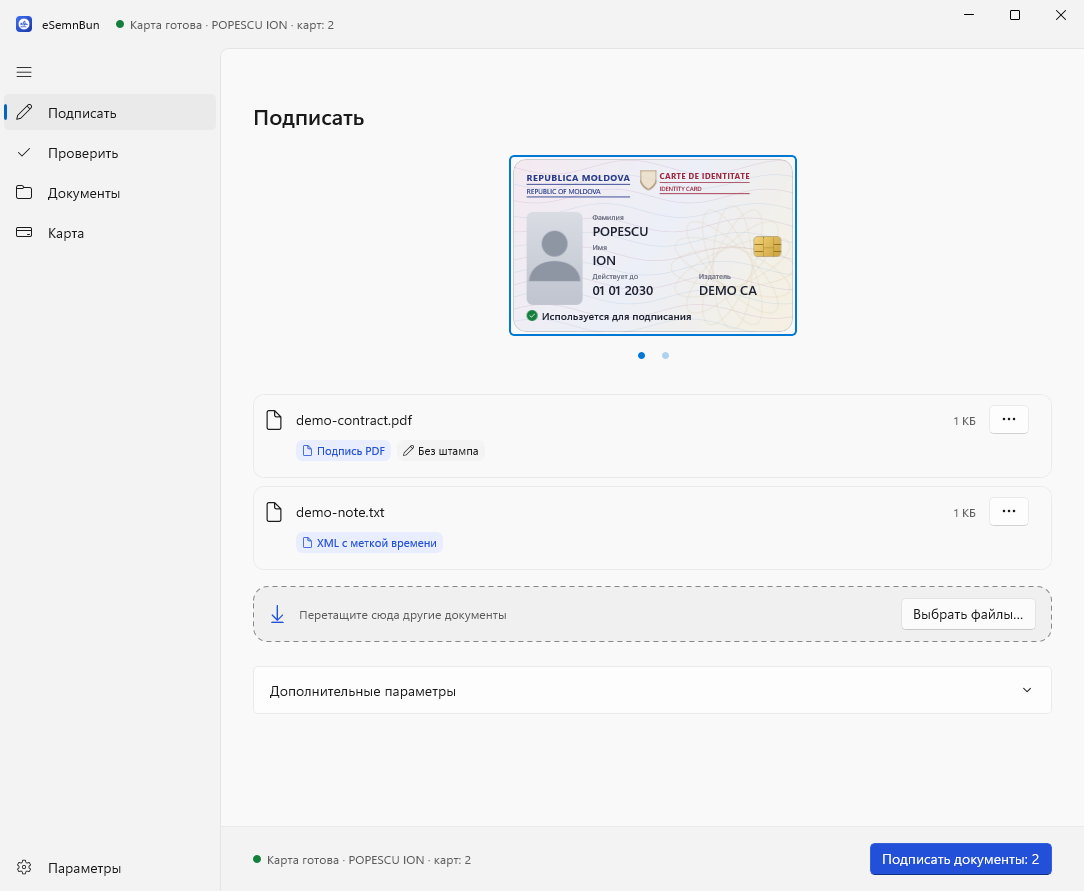 eSemnBun
Карта готова · POPESCU ION · карт: 2
Подписать
Проверить
Документы
Карта
Параметры
Подписать
REPUBLICA MOLDOVA
REPUBLIC OF MOLDOVA
CARTE DE IDENTITATE
IDENTITY CARD
Фамилия
POPESCU
Имя
ION
Действует до
01 01 2030
Издатель
DEMO CA
Используется для подписания
demo-contract.pdf
1 КБ
Подпись PDF
Без штампа
demo-note.txt
1 КБ
XML с меткой времени
Перетащите сюда другие документы
Выбрать файлы...
Дополнительные параметры
Карта готова · POPESCU ION · карт: 2
Подписать документы: 2